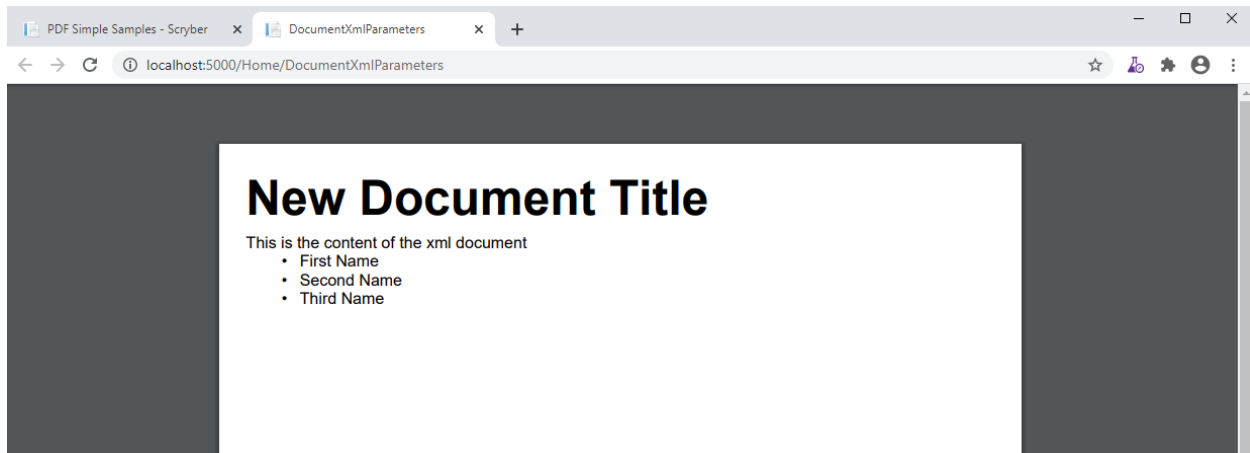 PDF Simple Samples - Scryber
DocumentXmlParameters
localhost:5000/Home/DocumentXmlParameters
New Document Title
This is the content of the xml document
• First Name
• Second Name
• Third Name